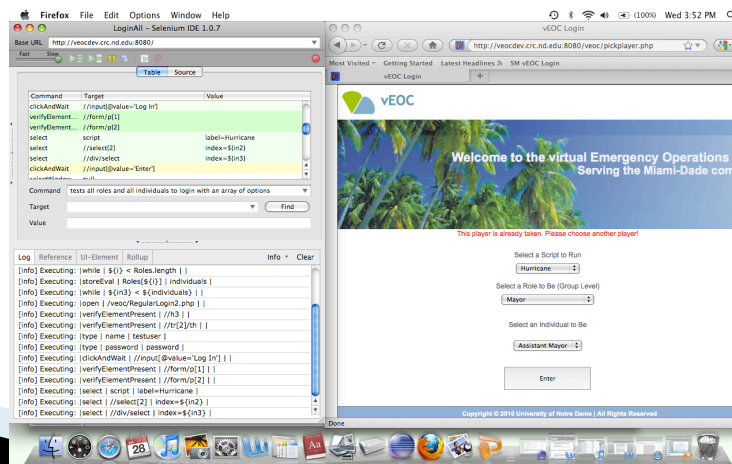 Firefox File Edit Options Window Help (100%) Wed 3:52 PM
LoginAll - Selenium IDE 1.0.7
Base URL http://veocdev.crc.nd.edu:8080/
Fast Slow
Table Source
Command Target Value
clickAndWait //input[@value='Log In']
verifyElement... //form/p[1]
verifyElement... //form/p[2]
select script label=Hurricane
select //select[2] index=${in2}
select //div/select index=${in3}
clickAndWait //input[@value='Enter']
Command tests all roles and all individuals to login with an array of options
Target Find
Value
Log Reference UI-Element Rollup Info Clear
[info] Executing: |while | ${i} < Roles.length | |
[info] Executing: |storeEval | Roles[${i}] | individuals |
[info] Executing: |while | ${in3} < ${individuals} | |
[info] Executing: |open | /veoc/RegularLogin2.php | |
[info] Executing: |verifyElementPresent | //h3 | |
[info] Executing: |verifyElementPresent | //tr[2]/th | |
[info] Executing: |type | name | testuser |
[info] Executing: |type | password | password |
[info] Executing: |clickAndWait | //input[@value='Log In'] | |
[info] Executing: |verifyElementPresent | //form/p[1] | |
[info] Executing: |verifyElementPresent | //form/p[2] | |
[info] Executing: |select | script | label=Hurricane |
[info] Executing: |select | //select[2] | index=${in2} |
[info] Executing: |select | //div/select | index=${in3} |
vEOC Login
http://veocdev.crc.nd.edu:8080/veoc/pickplayer.php
Most Visited Getting Started Latest Headlines SM vEOC Login
vEOC Login
vEOC
Welcome to the virtual Emergency Operations
Serving the Miami-Dade com
This player is already taken. Please choose another player!
Select a Script to Run
Hurricane
Select a Role to Be (Group Level)
Mayor
Select an Individual to Be
Assistant Mayor
Enter
Copyright © 2010 University of Notre Dame | All Rights Reserved
Done
28
Aa